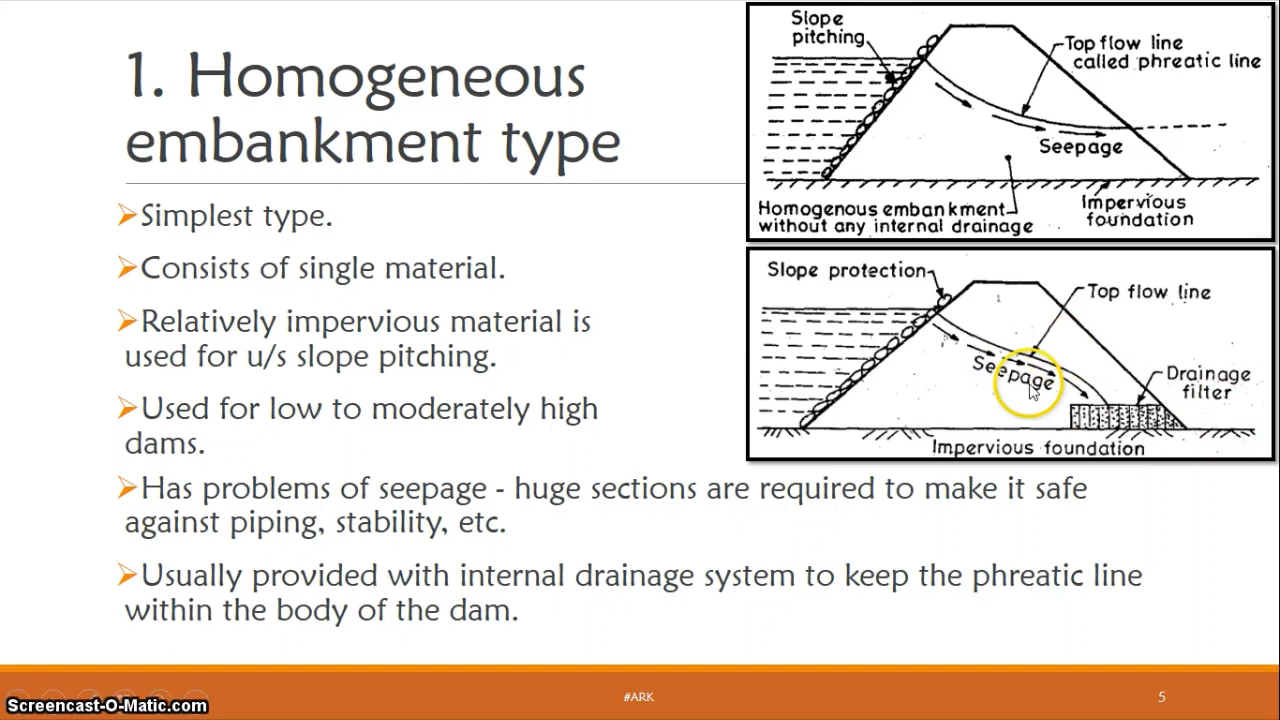 1. Homogeneous
embankment type
Simplest type.
Consists of single material.
Relatively impervious material is
used for u/s slope pitching.
Used for low to moderately high
dams.
Has problems of seepage - huge sections are required to make it safe
against piping, stability, etc.
Usually provided with internal drainage system to keep the phreatic line
within the body of the dam.
Slope
pitching
Top flow line
called phreatic line
Seepage
Homogenous embankment
without any internal drainage
Impervious
foundation
Slope protection
Top flow line
Seepage
Drainage
filter
Impervious foundation
Screencast-O-Matic.com
#ARK
5